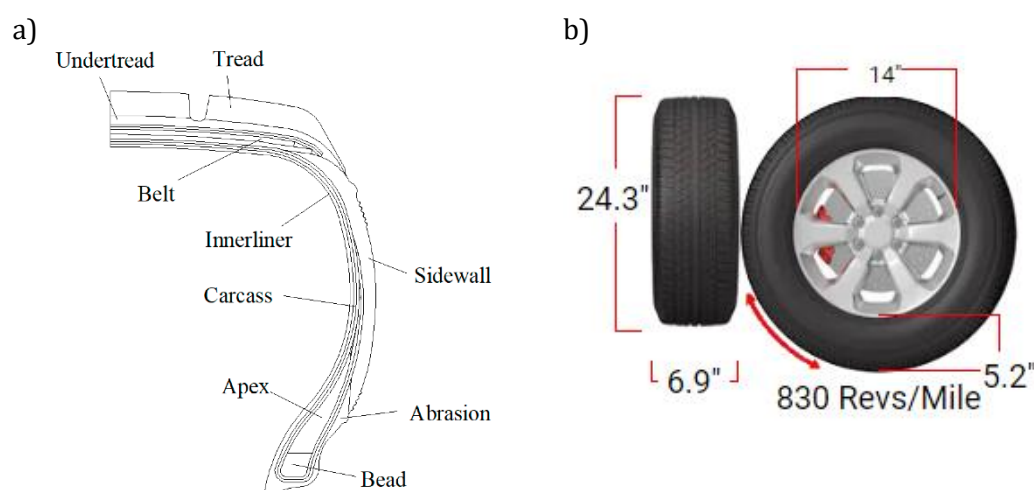 a)
Undertread
Tread
Belt
Innerliner
Sidewall
Carcass
Apex
Abrasion
Bead
b)
14"
24.3"
6.9"
5.2"
830 Revs/Mile